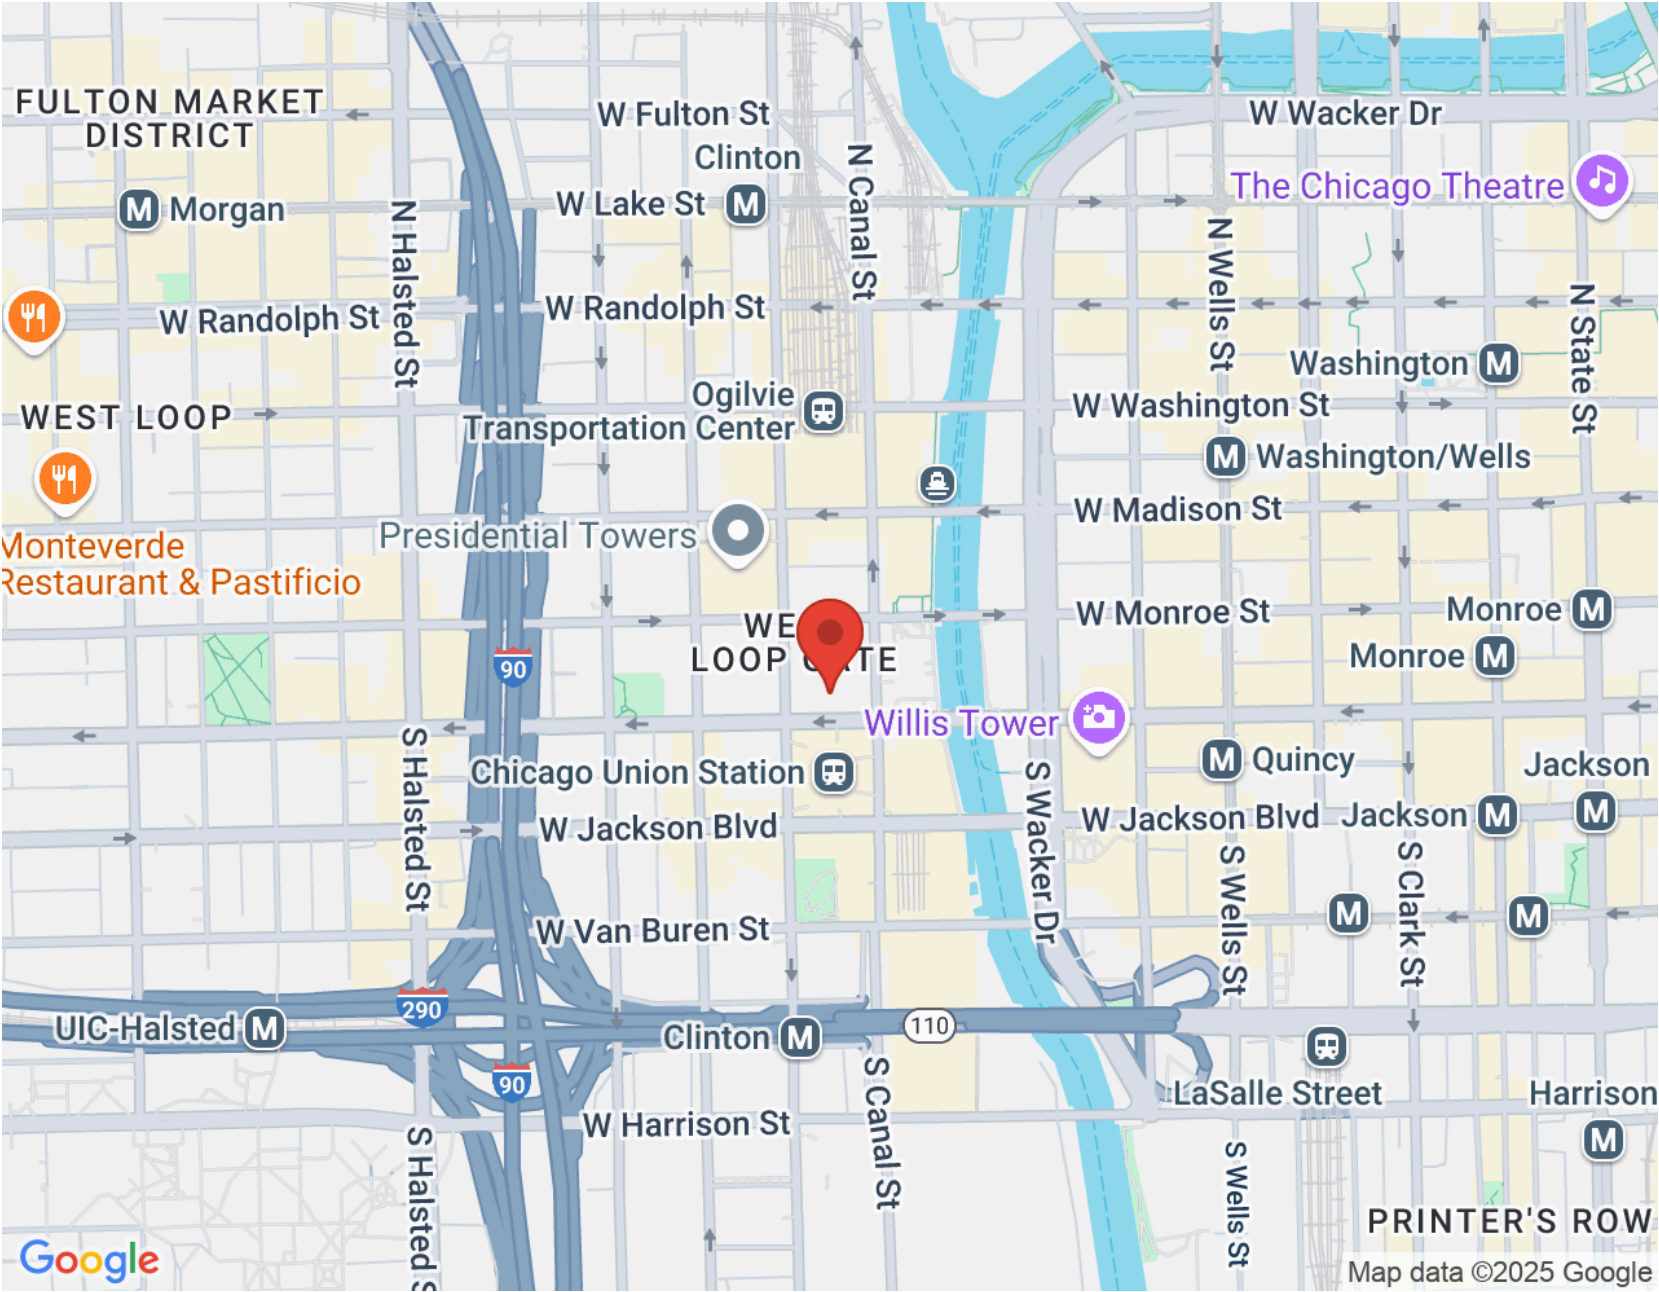 FULTON MARKET
DISTRICT
W Fulton St
Clinton
N Canal St
W Wacker Dr
The Chicago Theatre
M Morgan
N Halsted St
W Lake St M
N Wells St
W Randolph St
W Randolph St
N State St
Washington M
WEST LOOP
Ogilvie
Transportation Center
W Washington St
M Washington/Wells
Presidential Towers
W Madison St
Monteverde
Restaurant & Pastificio
W Monroe St
Monroe M
Monroe M
WE
LOOP G TE
90
Willis Tower
S Halsted St
Chicago Union Station
S Wacker Dr
M Quincy
Jackson
M
W Jackson Blvd
W Jackson Blvd
Jackson M
S Wells St
S Clark St
W Van Buren St
M
M
290
UIC-Halsted M
Clinton M
110
90
S Canal St
LaSalle Street
Harrison
M
W Harrison St
S Halsted S
S Wells St
PRINTER'S ROW
Google
Map data ©2025 Google